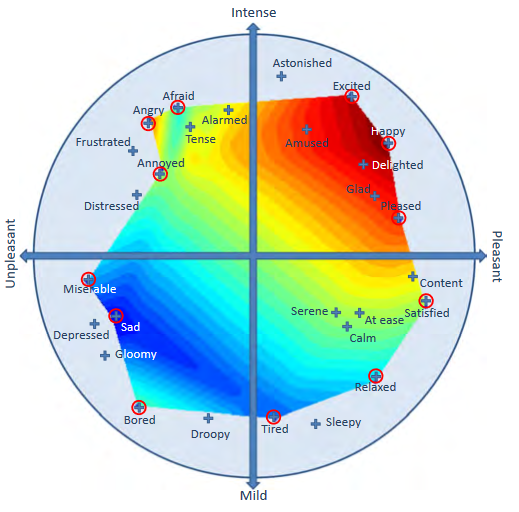 Intense
Astonished
Excited
Afraid
Angry
Alarmed
Happy
Tense
Amused
Frustrated
Annoyed
Delighted
Glad
Distressed
Pleased
Unpleasant
Pleasant
Content
Miserable
Satisfied
Serene
At ease
Sad
Depressed
Calm
Gloomy
Relaxed
Bored
Sleepy
Tired
Droopy
Mild